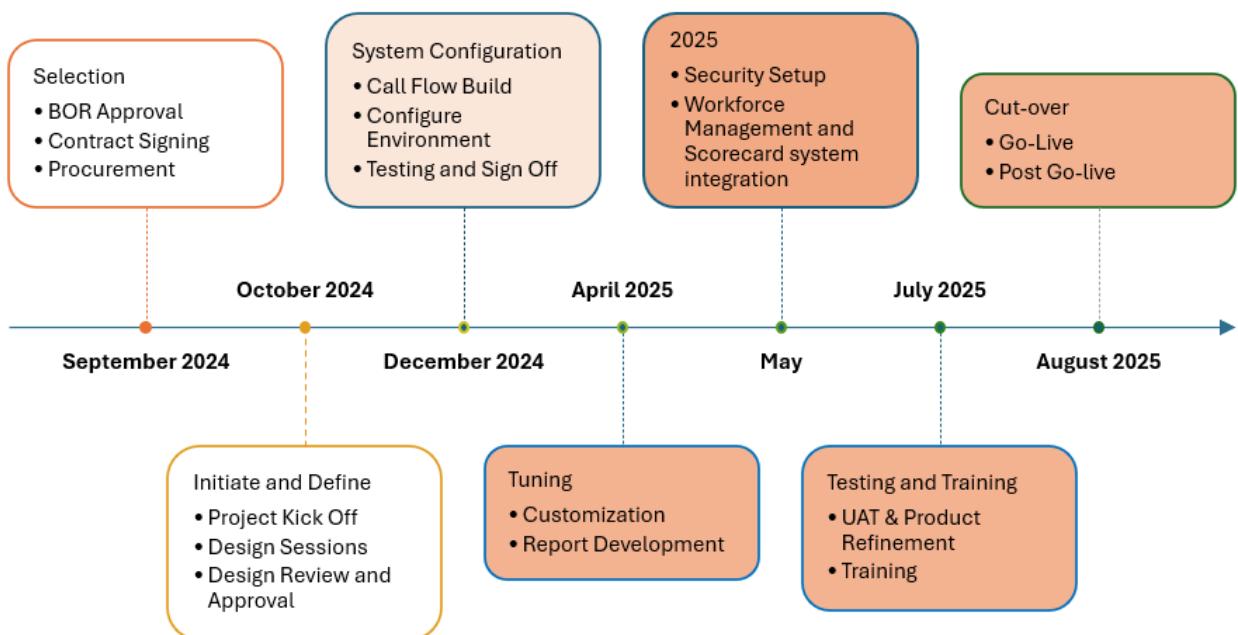 Selection
• BOR Approval
• Contract Signing
• Procurement
System Configuration
• Call Flow Build
• Configure
Environment
• Testing and Sign Off
2025
• Security Setup
• Workforce
Management and
Scorecard system
integration
Cut-over
• Go-Live
• Post Go-live
October 2024
April 2025
July 2025
September 2024
December 2024
May
August 2025
Initiate and Define
• Project Kick Off
• Design Sessions
• Design Review and
Approval
Tuning
• Customization
• Report Development
Testing and Training
• UAT & Product
Refinement
• Training